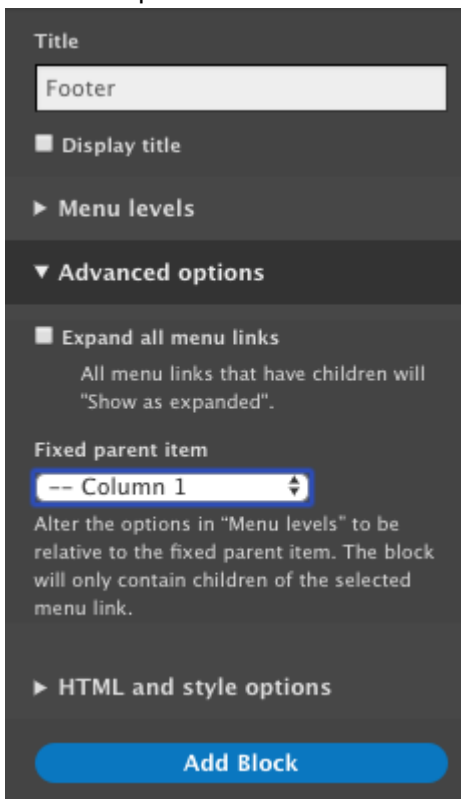 Title
Footer
Display title
Menu levels
Advanced options
Expand all menu links
All menu links that have children will
"Show as expanded".
Fixed parent item
-- Column 1
Alter the options in “Menu levels” to be
relative to the fixed parent item. The block
will only contain children of the selected
menu link.
HTML and style options
Add Block